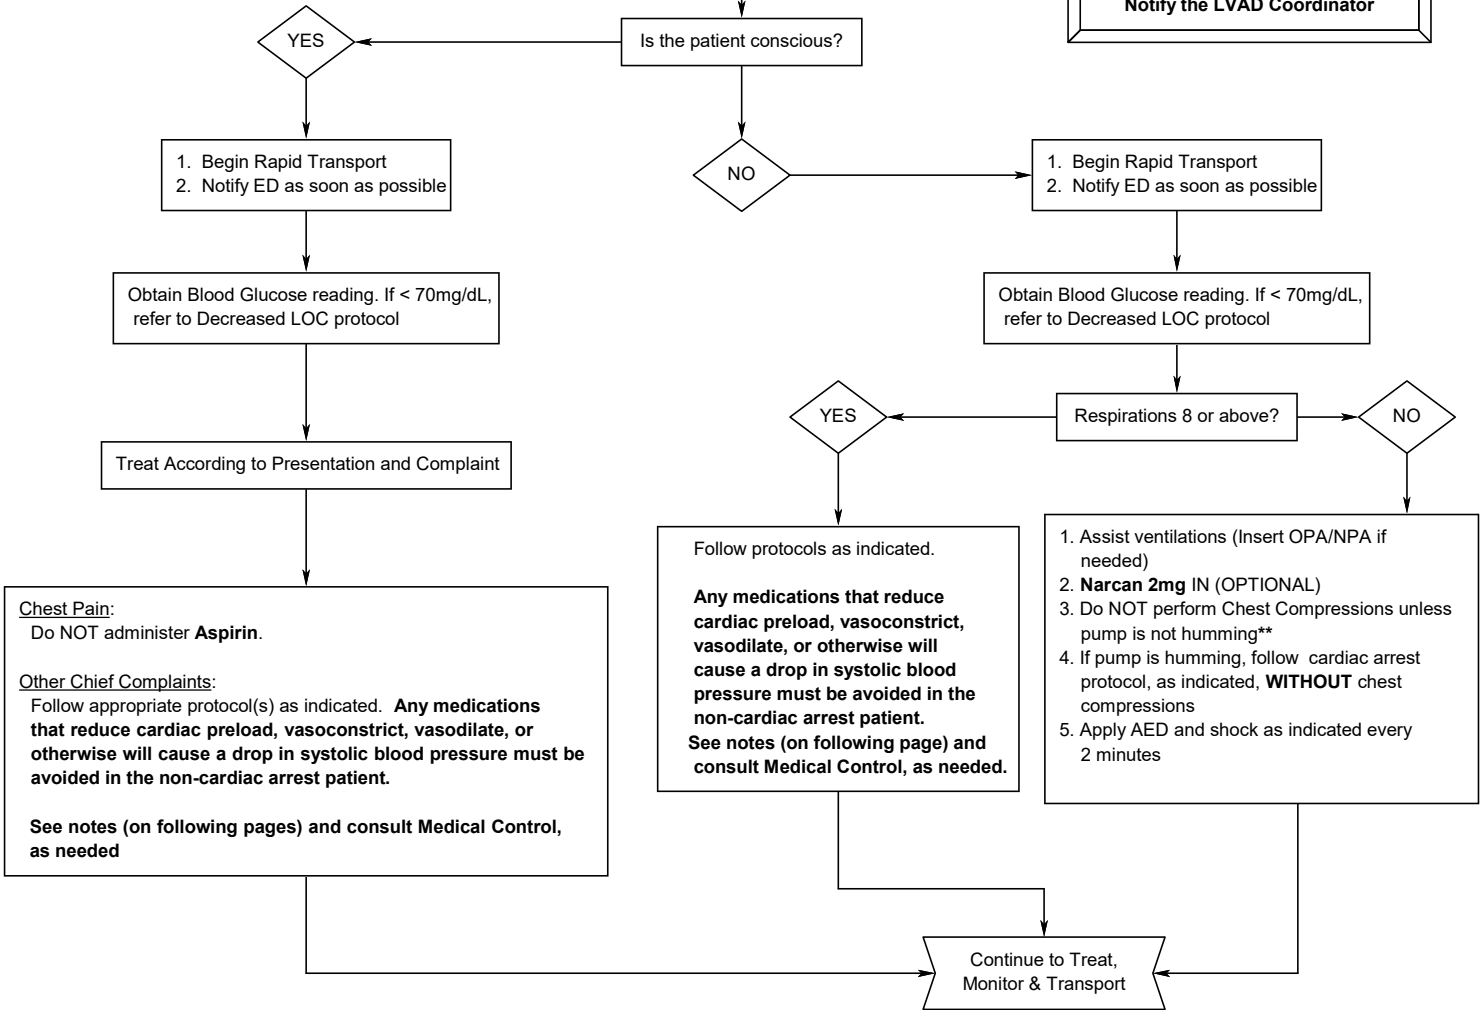 Notify the LVAD Coordinator
YES
Is the patient conscious?
1. Begin Rapid Transport
2. Notify ED as soon as possible
NO
1. Begin Rapid Transport
2. Notify ED as soon as possible
Obtain Blood Glucose reading. If < 70mg/dL,
refer to Decreased LOC protocol
Obtain Blood Glucose reading. If < 70mg/dL,
refer to Decreased LOC protocol
YES
Respirations 8 or above?
NO
Treat According to Presentation and Complaint
Chest Pain:
Do NOT administer Aspirin.
Other Chief Complaints:
Follow appropriate protocol(s) as indicated. Any medications
that reduce cardiac preload, vasoconstrict, vasodilate, or
otherwise will cause a drop in systolic blood pressure must be
avoided in the non-cardiac arrest patient.
See notes (on following pages) and consult Medical Control,
as needed
Follow protocols as indicated.
Any medications that reduce
cardiac preload, vasoconstrict,
vasodilate, or otherwise will
cause a drop in systolic blood
pressure must be avoided in the
non-cardiac arrest patient.
See notes (on following page) and
consult Medical Control, as needed.
1. Assist ventilations (Insert OPA/NPA if
needed)
2. Narcan 2mg IN (OPTIONAL)
3. Do NOT perform Chest Compressions unless
pump is not humming**
4. If pump is humming, follow cardiac arrest
protocol, as indicated, WITHOUT chest
compressions
5. Apply AED and shock as indicated every
2 minutes
Continue to Treat,
Monitor & Transport